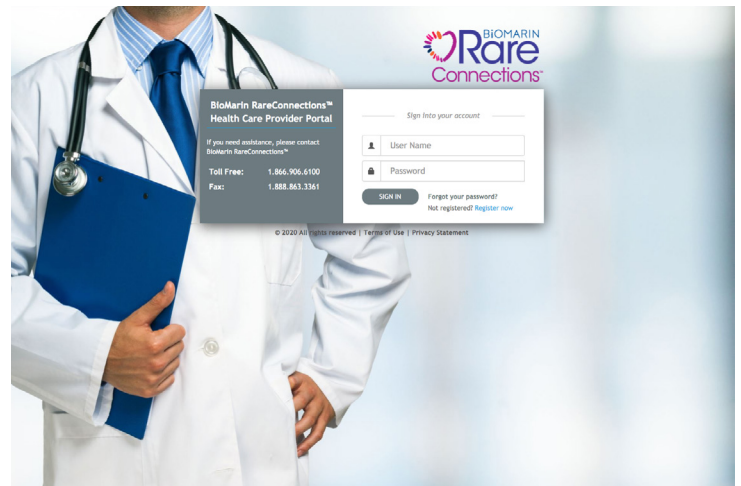 BIOMARIN
Rare
Connections®
BioMarin RareConnections™
Health Care Provider Portal
If you need assistance, please contact
BioMarin RareConnections™
Toll Free: 1.866.906.6100
Fax: 1.888.863.3361
Sign into your account
User Name
Password
SIGN IN
Forgot your password?
Not registered? Register now
© 2020 All rights reserved | Terms of Use | Privacy Statement